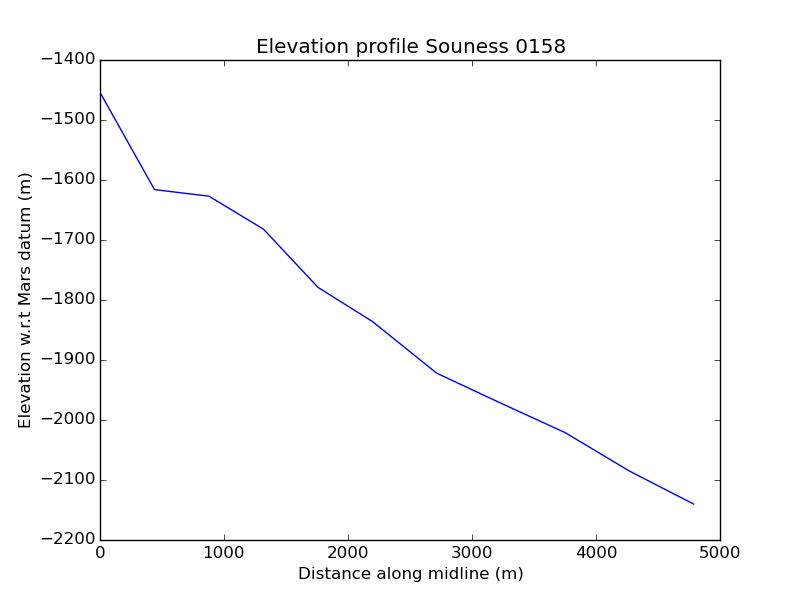 Elevation profile Souness 0158
−1400
−1500
−1600
−1700
−1800
−1900
−2000
−2100
−2200
Elevation w.r.t Mars datum (m)
0 1000 2000 3000 4000 5000
Distance along midline (m)